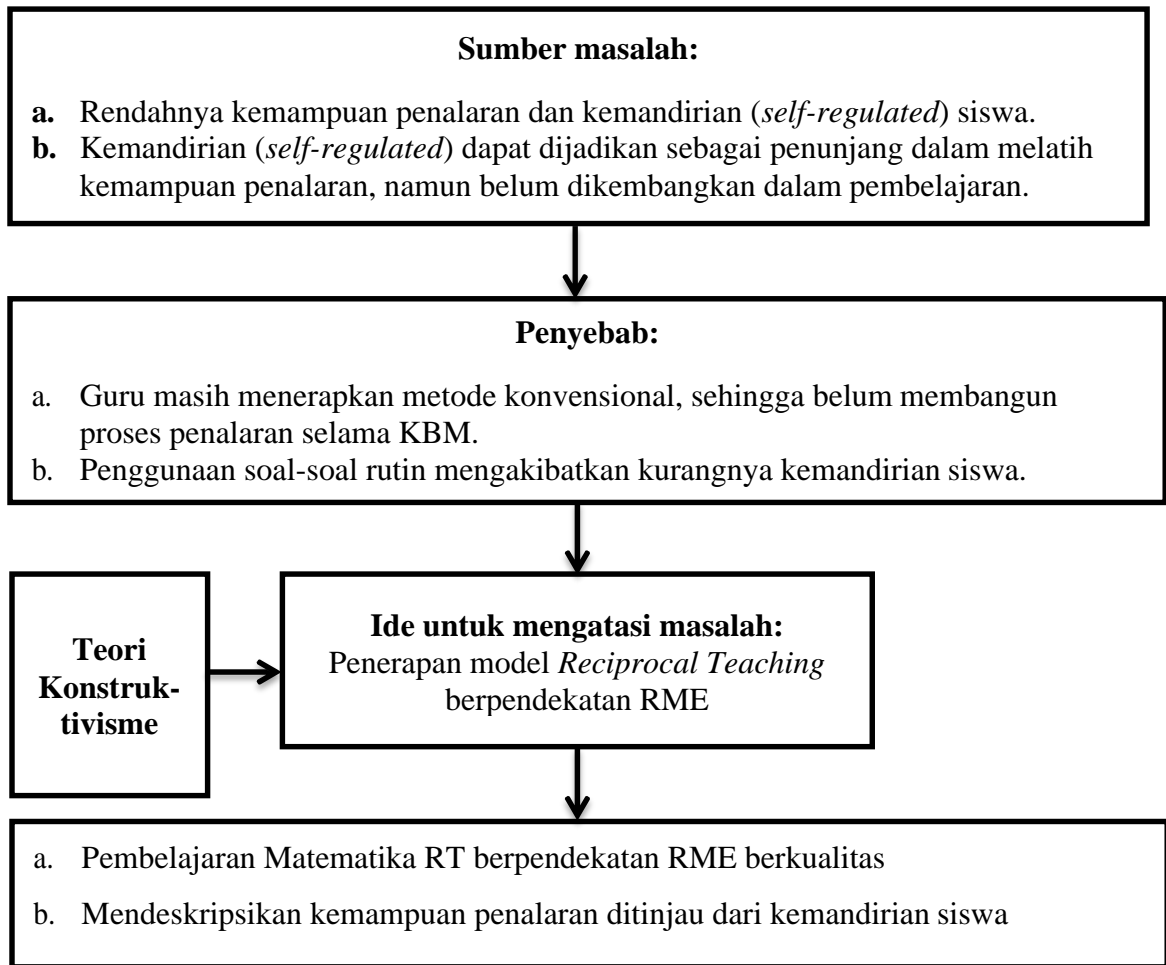 Sumber masalah:
a. Rendahnya kemampuan penalaran dan kemandirian (self-regulated) siswa.
b. Kemandirian (self-regulated) dapat dijadikan sebagai penunjang dalam melatih
kemampuan penalaran, namun belum dikembangkan dalam pembelajaran.
Penyebab:
a. Guru masih menerapkan metode konvensional, sehingga belum membangun
proses penalaran selama KBM.
b. Penggunaan soal-soal rutin mengakibatkan kurangnya kemandirian siswa.
Teori
Konstruk-
tivisme
Ide untuk mengatasi masalah:
Penerapan model Reciprocal Teaching
berpendekatan RME
a. Pembelajaran Matematika RT berpendekatan RME berkualitas
b. Mendeskripsikan kemampuan penalaran ditinjau dari kemandirian siswa